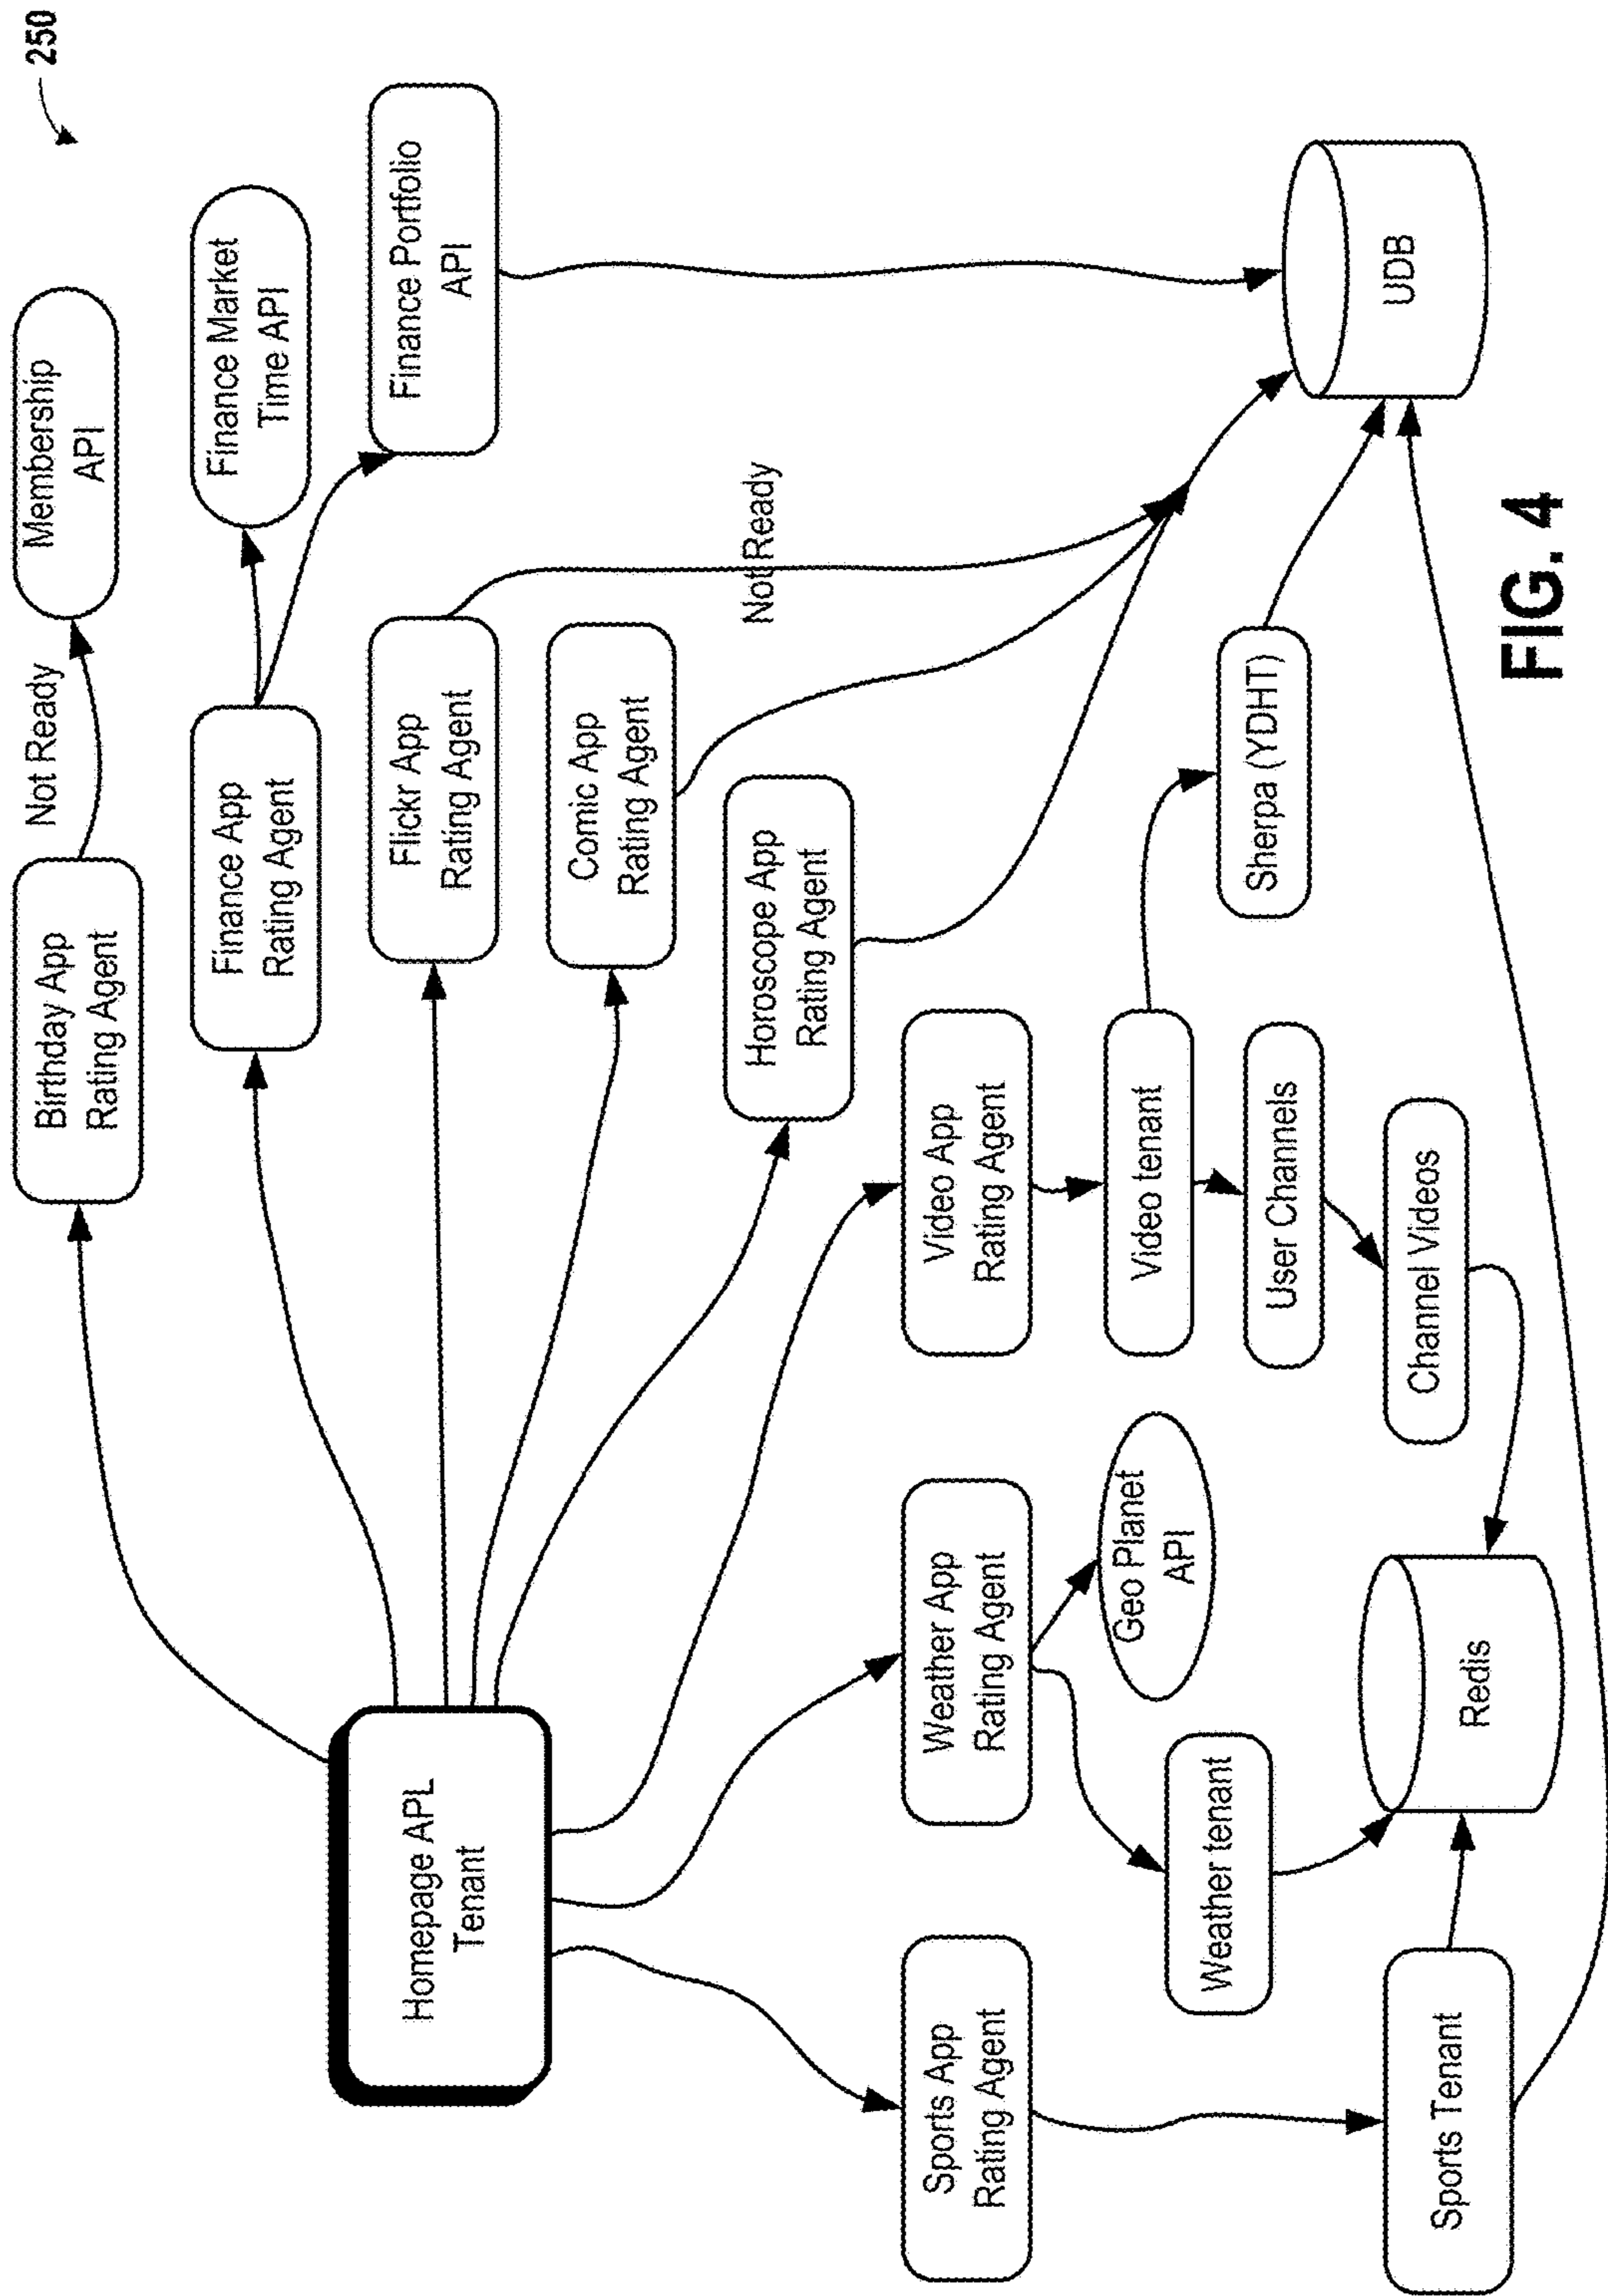 250
Birthday App
Rating Agent
Not Ready
Membership
API
Finance App
Rating Agent
Finance Market
Time API
Homepage APL
Tenant
Flickr App
Rating Agent
Finance Portfolio
API
Comic App
Rating Agent
Not Ready
Horoscope App
Rating Agent
Sports App
Rating Agent
Weather App
Rating Agent
Video App
Rating Agent
Geo Planet
API
Video tenant
Weather tenant
User Channels
Sherpa (YDHT)
Sports Tenant
Redis
Channel Videos
UDB
FIG. 4